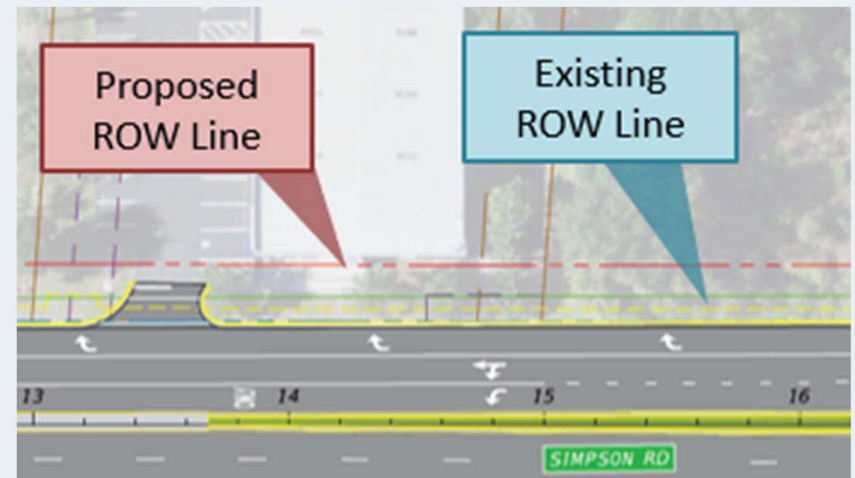 Proposed
ROW Line
Existing
ROW Line
13
14
15
16
SIMPSON RD